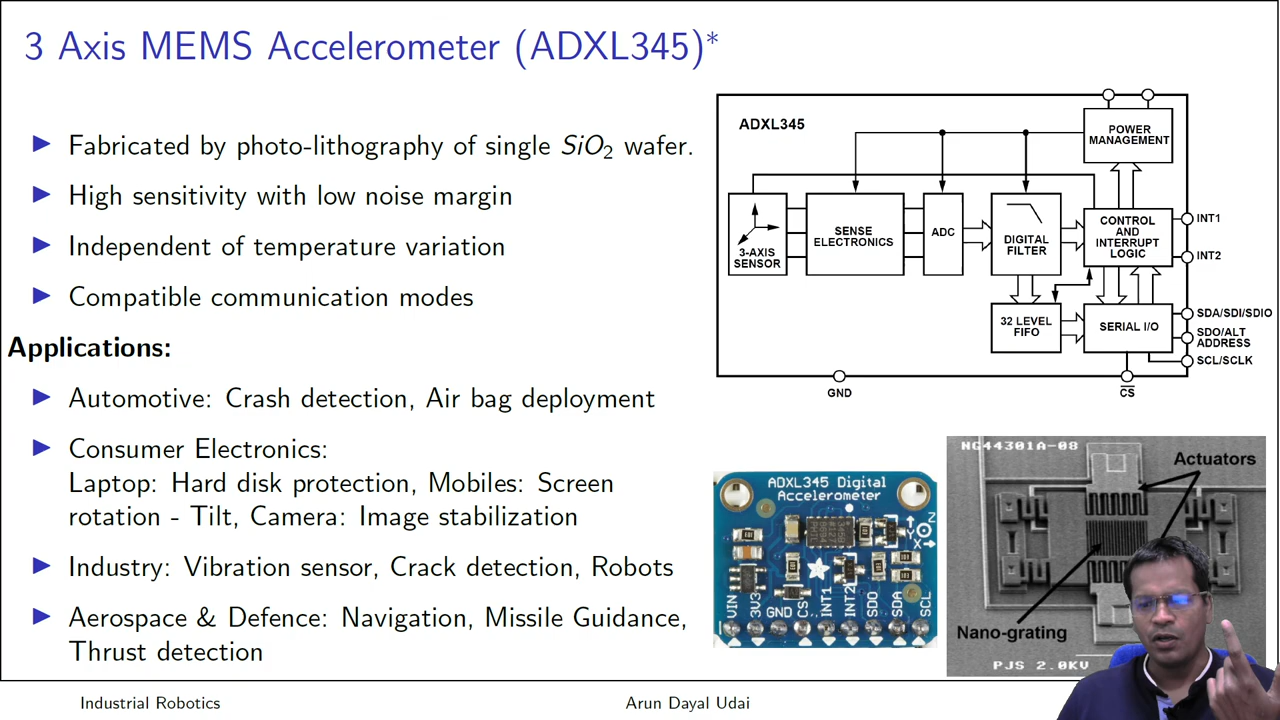 3 Axis MEMS Accelerometer (ADXL345)*
Fabricated by photo-lithography of single SiO2 wafer.
High sensitivity with low noise margin
Independent of temperature variation
Compatible communication modes
Applications:
Automotive: Crash detection, Air bag deployment
Consumer Electronics:
Laptop: Hard disk protection, Mobiles: Screen
rotation - Tilt, Camera: Image stabilization
Industry: Vibration sensor, Crack detection, Robots
Aerospace & Defence: Navigation, Missile Guidance,
Thrust detection
ADXL345
POWER
MANAGEMENT
3-AXIS
SENSOR
SENSE
ELECTRONICS
ADC
DIGITAL
FILTER
CONTROL
AND
INTERRUPT
LOGIC
INT1
INT2
32 LEVEL
FIFO
SERIAL I/O
SDA/SDI/SDIO
SDO/ALT
ADDRESS
SCL/SCLK
GND
CS
ADXL345 Digital
Accelerometer
Z
Y
X
VIN
3V3
GND
CS
INT1
INT2
SDO
SDA
SCL
NG44301A-08
Actuators
Nano-grating
PJS 2.0KV
Industrial Robotics
Arun Dayal Udai